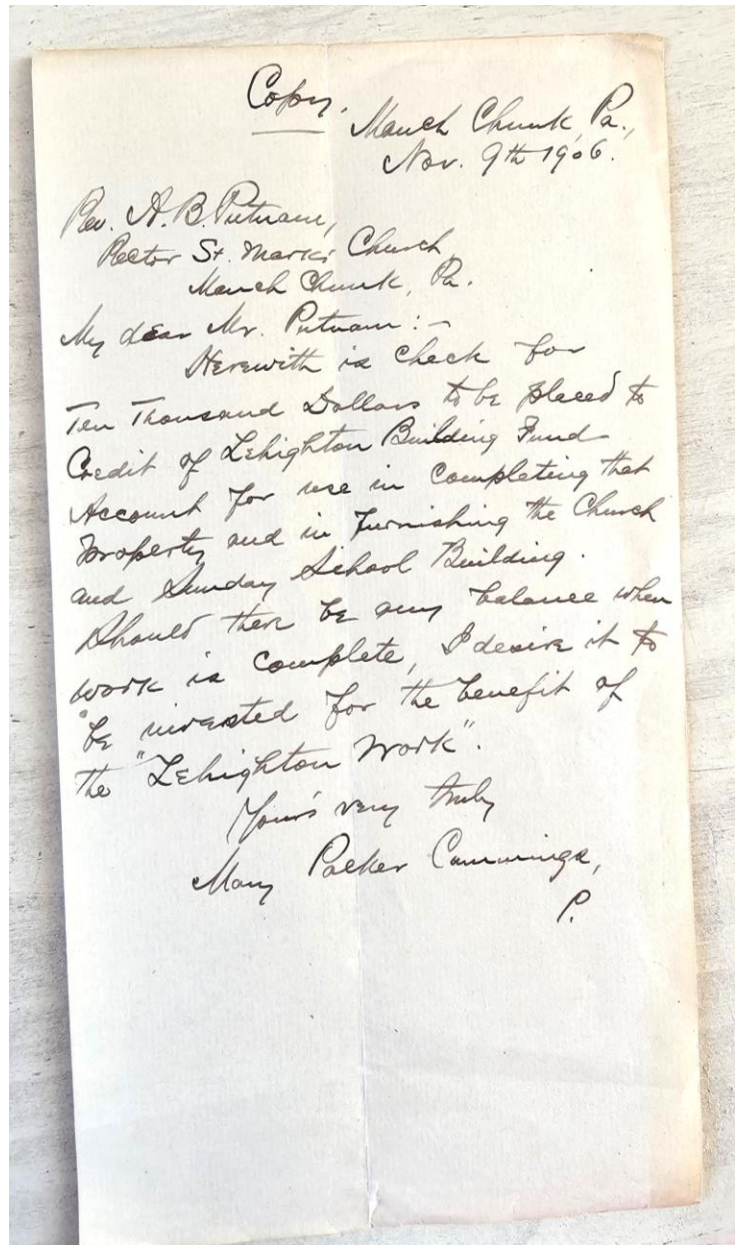 Copy.
Mauch Chunk, Pa.,
Nov. 9th 1906.
Rev. A. B. Putnam,
Rector St. Mark's Church,
Mauch Chunk, Pa.
My dear Mr. Putnam:-
Herewith is check for
Ten Thousand Dollars to be placed to
Credit of Lehighton Building Fund
Account for use in completing that
Property and in furnishing the Church
and Sunday School Building.
Should there be any balance when
work is complete, I desire it to
be invested for the benefit of
the "Lehighton Work".
Your's very truly
Mary Packer Cummings,
P.